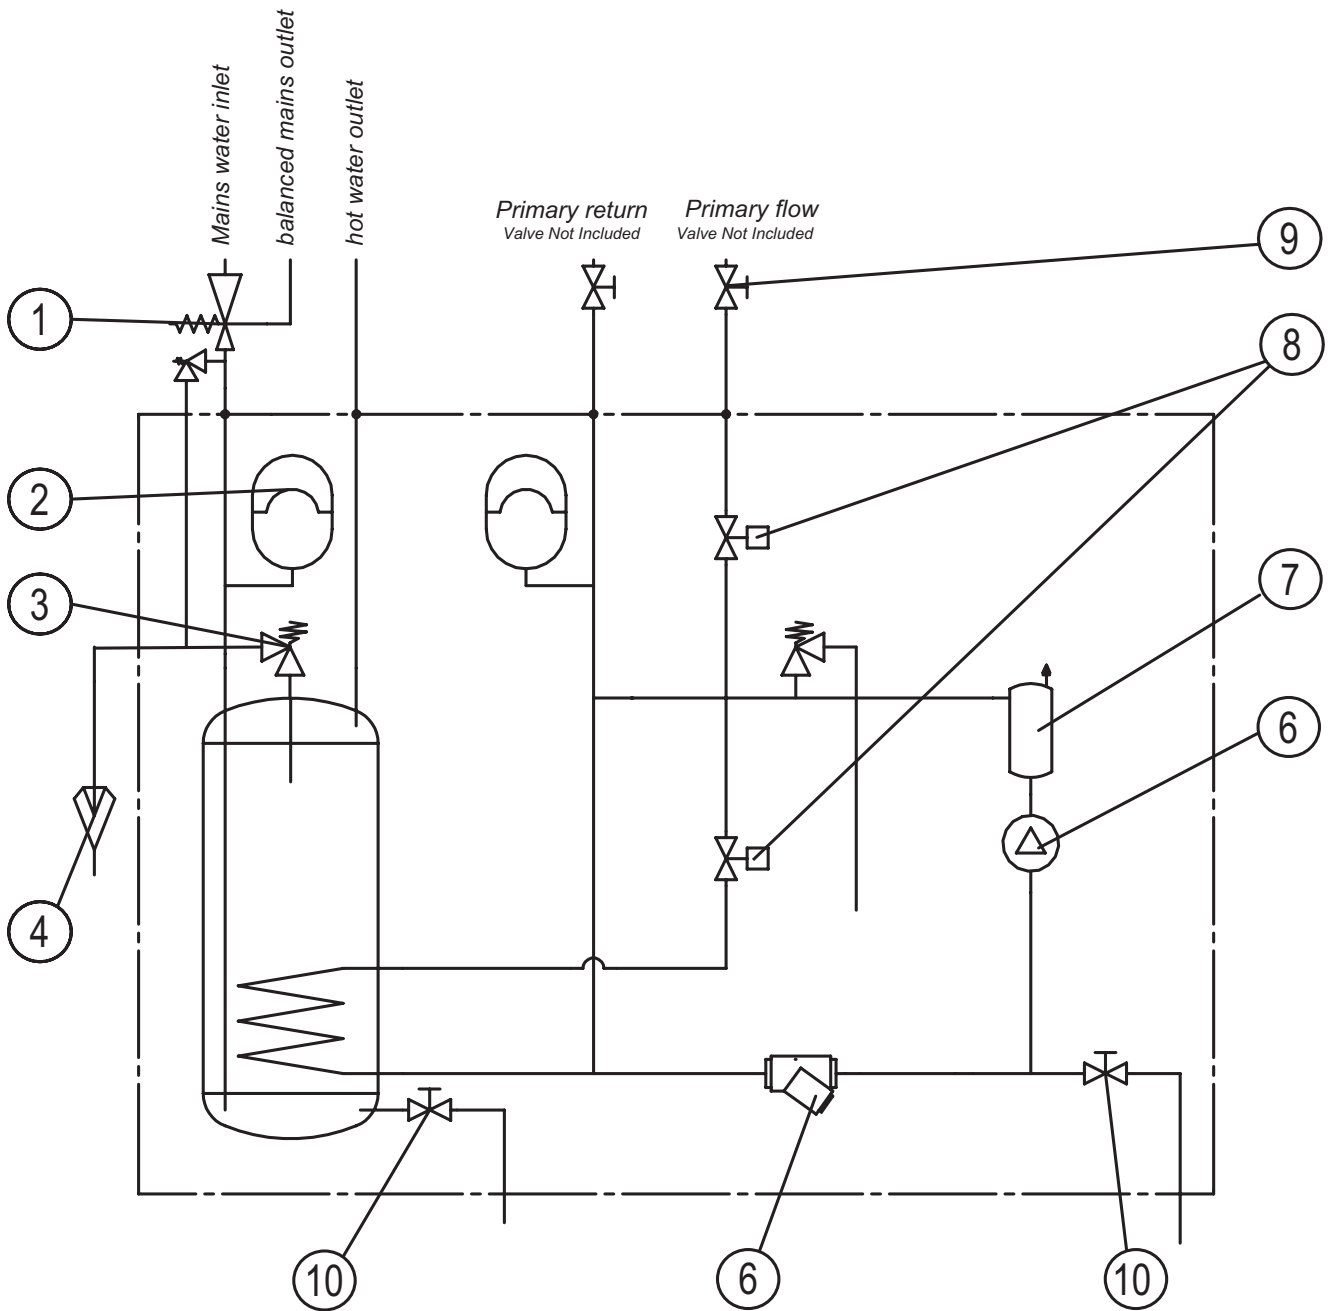 Mains water inlet
balanced mains outlet
hot water outlet
Primary return
Valve Not Included
Primary flow
Valve Not Included
9
1
8
2
7
3
6
4
10
6
10